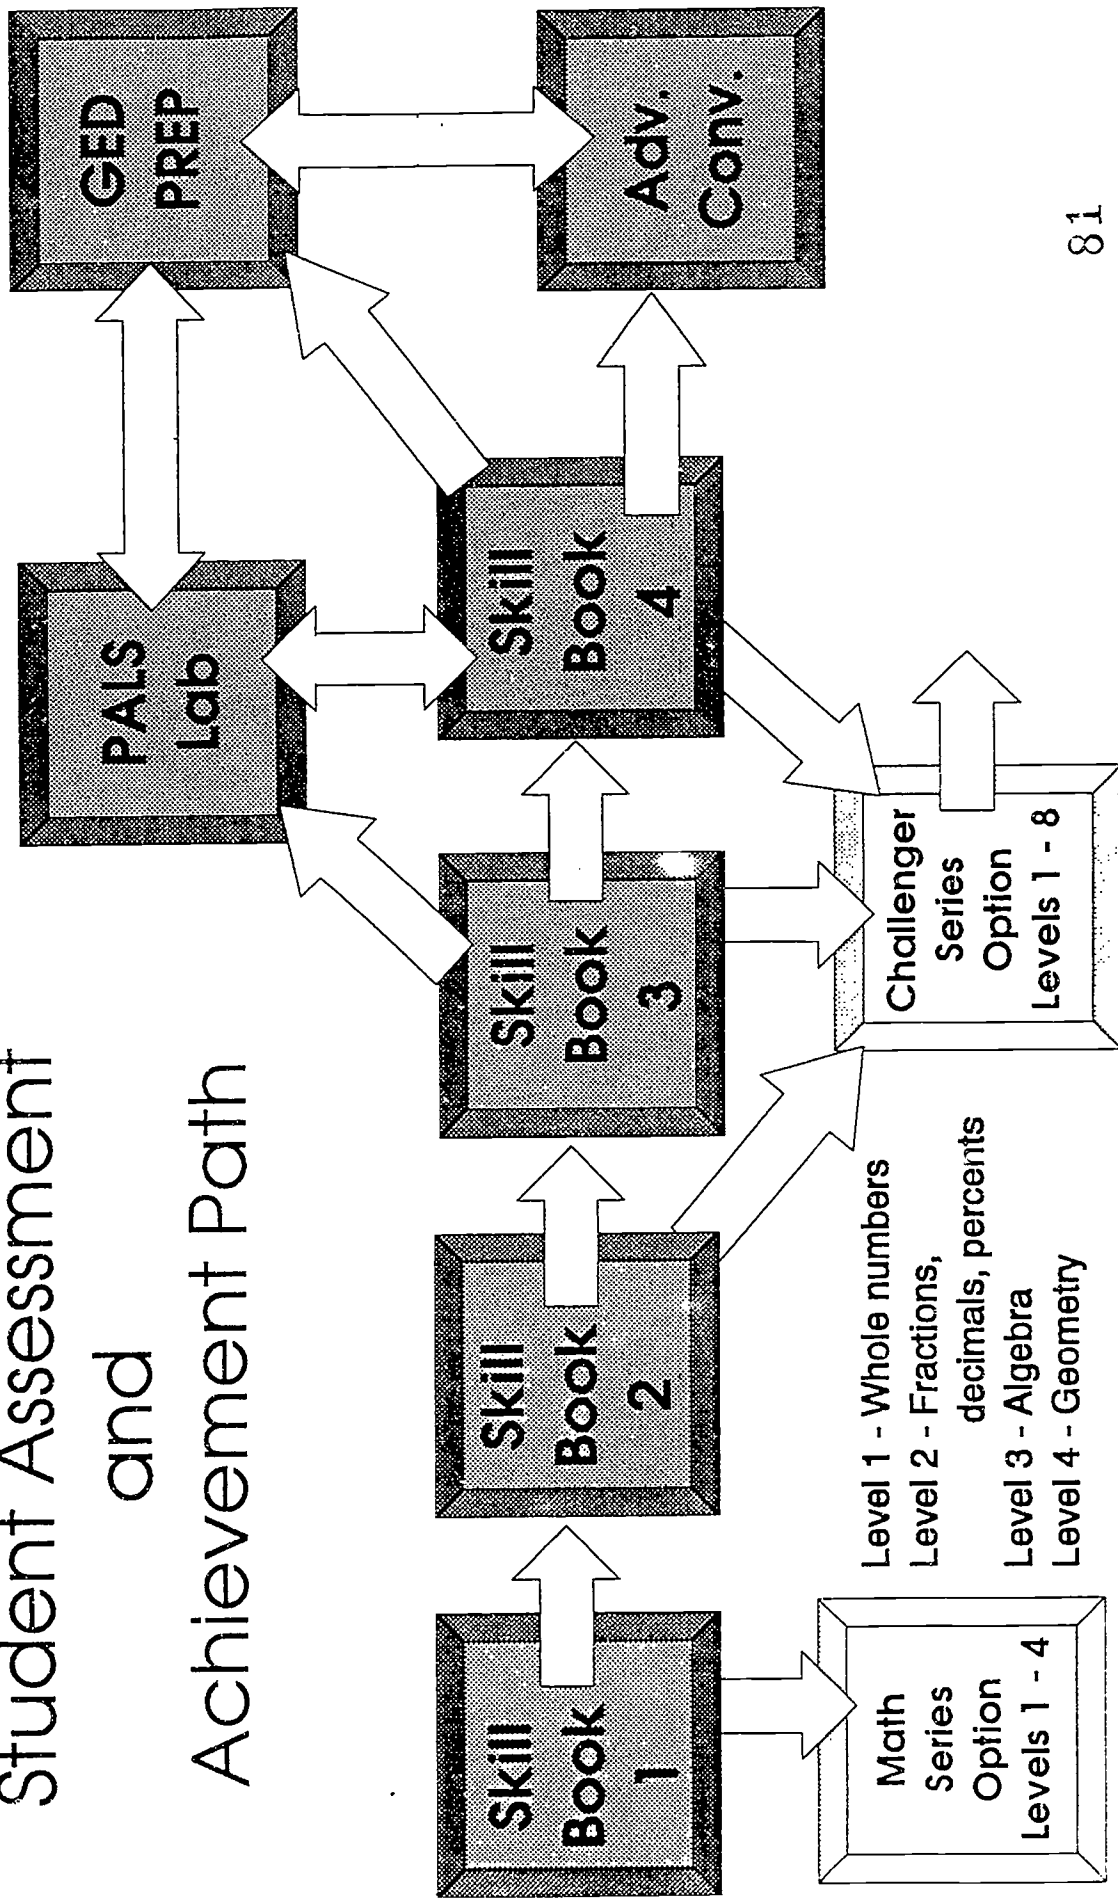 Student Assessment
and
Achievement Path
PALS
Lab
GED
PREP
Skill
Book
1
Skill
Book
2
Skill
Book
3
Skill
Book
4
Adv.
Conv.
Math
Series
Option
Levels 1 - 4
Level 1 - Whole numbers
Level 2 - Fractions,
decimals, percents
Level 3 - Algebra
Level 4 - Geometry
Challenger
Series
Option
Levels 1 - 8
81